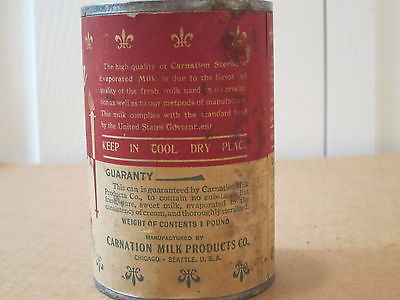 The high quality of Carnation Sterilized
Evaporated Milk is due to the flavor and
quality of the fresh milk used in its produc-
tion as well as to our methods of manufacture
This milk complies with the standard fixed
by the United States Government
KEEP IN COOL DRY PLACE
GUARANTY
This can is guaranteed by Carnation Milk
Products Co., to contain no substance but
fresh, pure, sweet milk, evaporated to the
consistency of cream, and thoroughly sterilized.
WEIGHT OF CONTENTS 1 POUND
MANUFACTURED BY
CARNATION MILK PRODUCTS CO.
CHICAGO - SEATTLE, U. S. A.